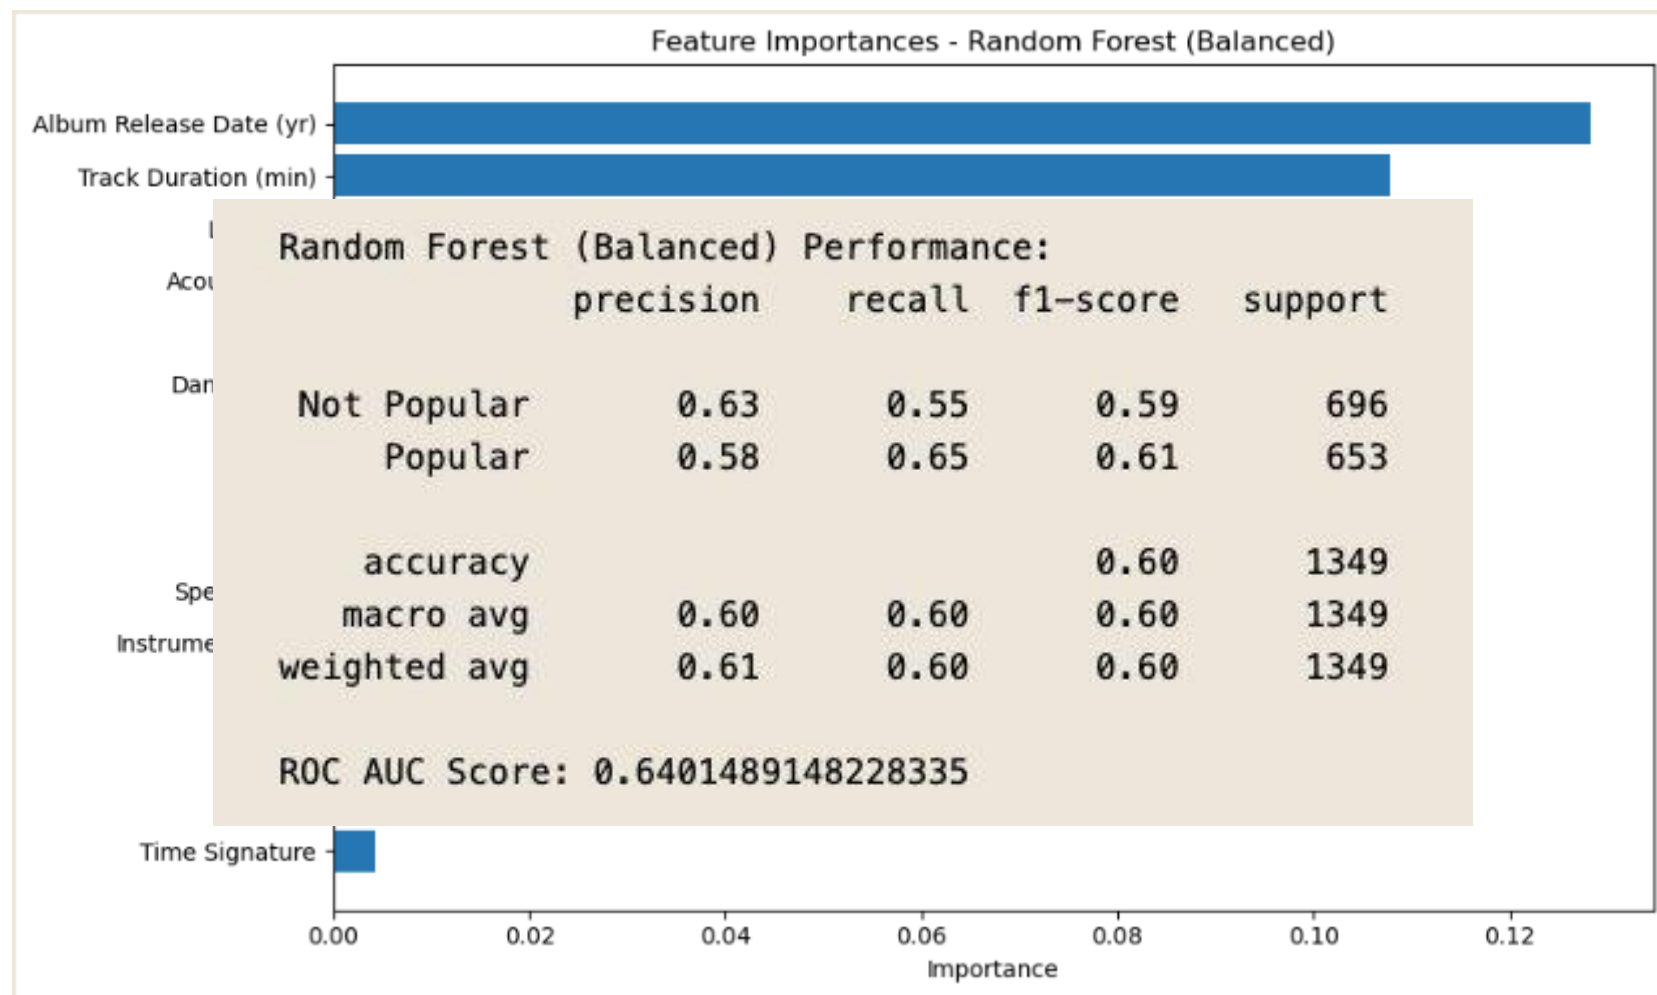 Feature Importances - Random Forest (Balanced)
Album Release Date (yr)
Track Duration (min)
Random Forest (Balanced) Performance:
precision recall f1-score support
Not Popular 0.63 0.55 0.59 696
Popular 0.58 0.65 0.61 653
accuracy 0.60 1349
macro avg 0.60 0.60 0.60 1349
weighted avg 0.61 0.60 0.60 1349
ROC AUC Score: 0.6401489148228335
Time Signature
0.00 0.02 0.04 0.06 0.08 0.10 0.12
Importance